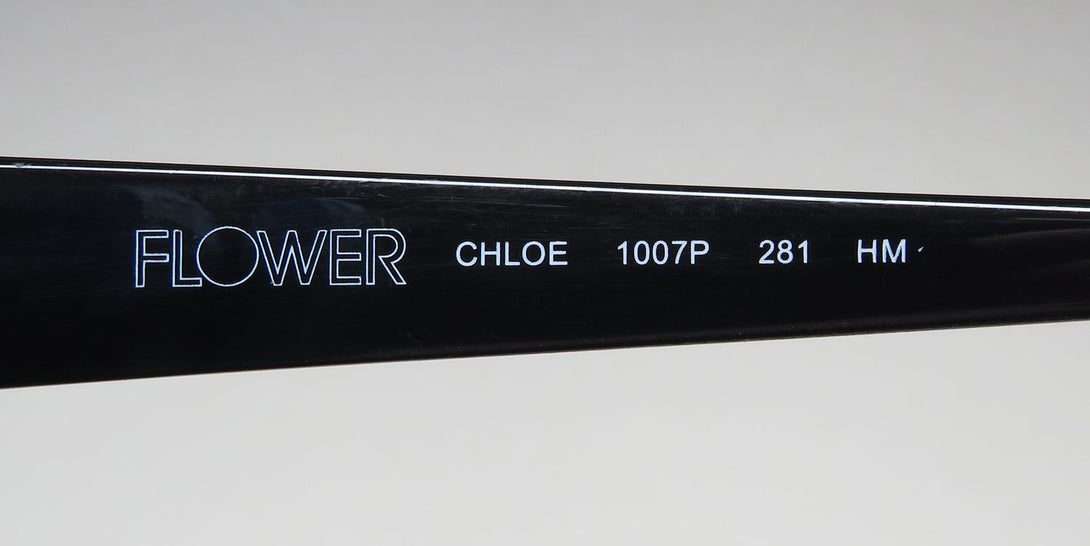 FLOWER CHLOE 1007P 281 HM